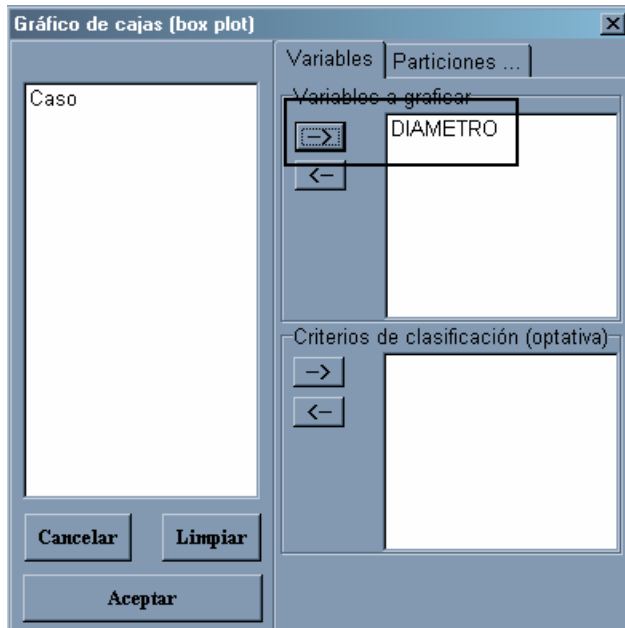 Gráfico de cajas (box plot)
Variables
Particiones ...
Caso
Variables a graficar
-->
DIAMETRO
<--
Criterios de clasificación (optativa)
-->
<--
Cancelar
Limpiar
Aceptar